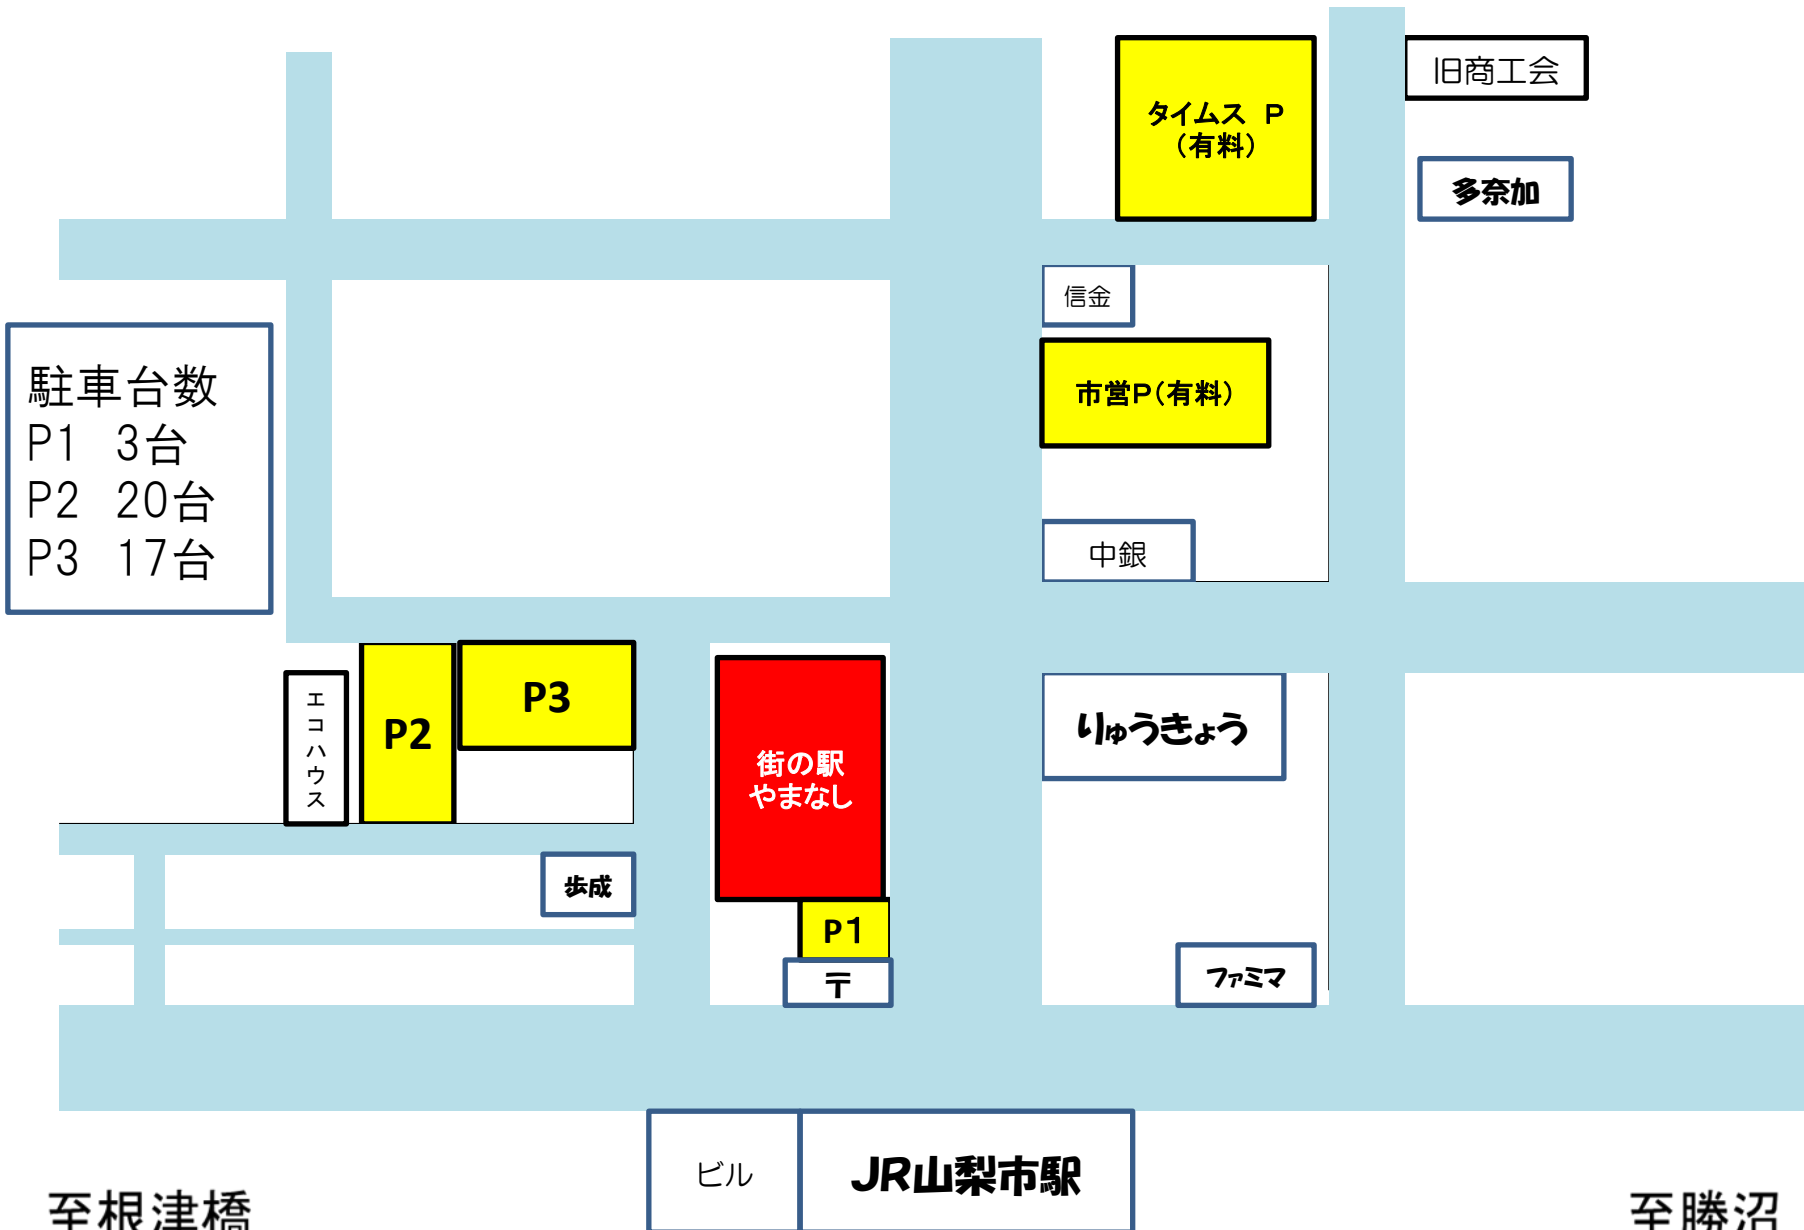 旧商工会
タイムス P
(有料)
多奈加
信金
駐車台数
P1 3台
P2 20台
P3 17台
市営P(有料)
中銀
エコハウス
P2
P3
街の駅
やまなし
りゅうきょう
歩成
P1
〒
ファミマ
ビル
JR山梨市駅
至根津橋
至勝沼